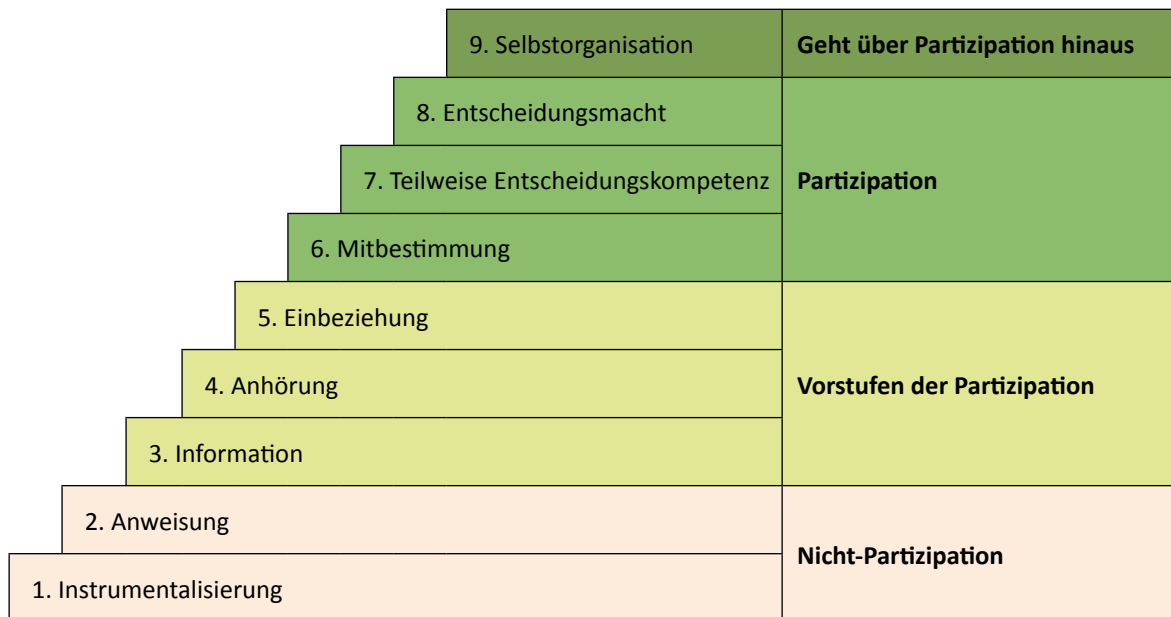 9. Selbstorganisation
Geht über Partizipation hinaus
8. Entscheidungsmacht
7. Teilweise Entscheidungskompetenz
Partizipation
6. Mitbestimmung
5. Einbeziehung
4. Anhörung
Vorstufen der Partizipation
3. Information
2. Anweisung
Nicht-Partizipation
1. Instrumentalisierung